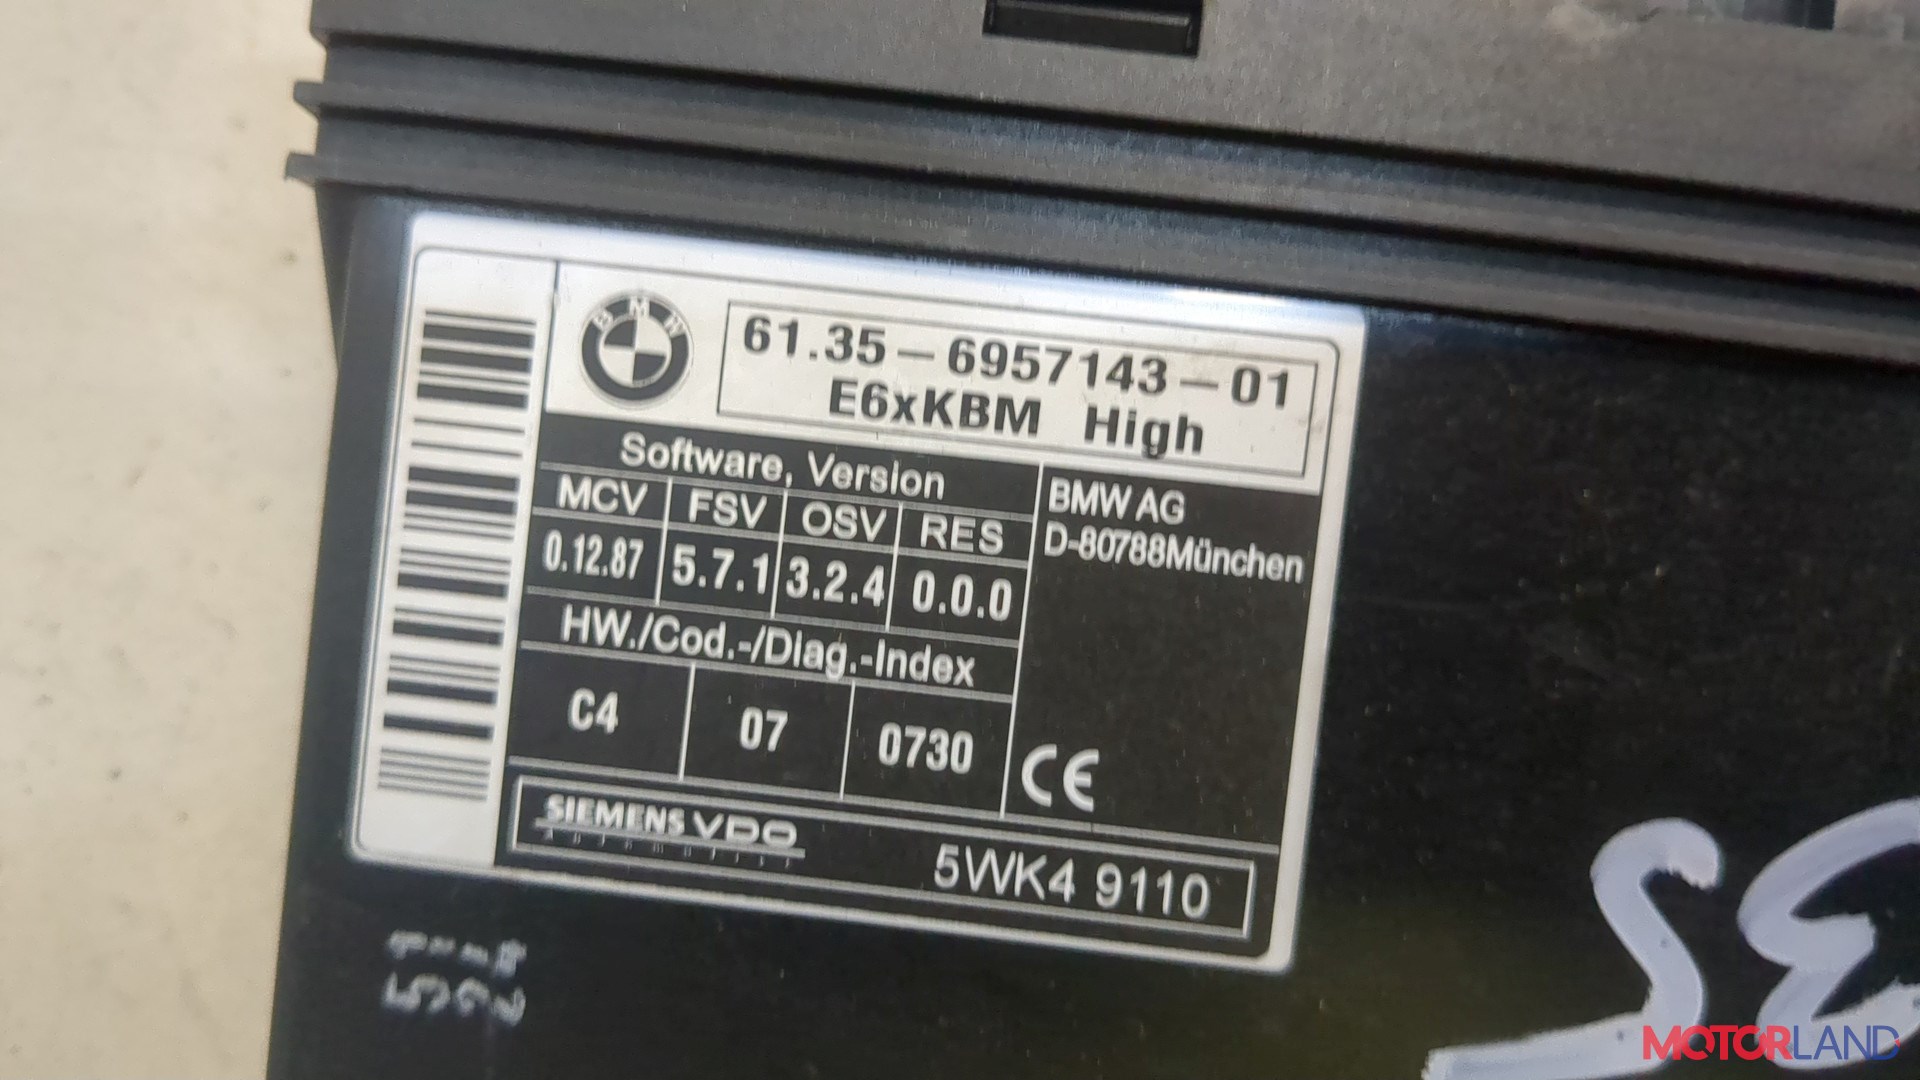 BMW
61.35-6957143-01
E6xKBM High
Software, Version
MCV FSV OSV RES
0.12.87 5.7.1 3.2.4 0.0.0
BMW AG
D-80788München
HW./Cod.-/Diag.-Index
C4 07 0730
CE
SIEMENS VDO
Automotive
5WK4 9110
MOTORLAND